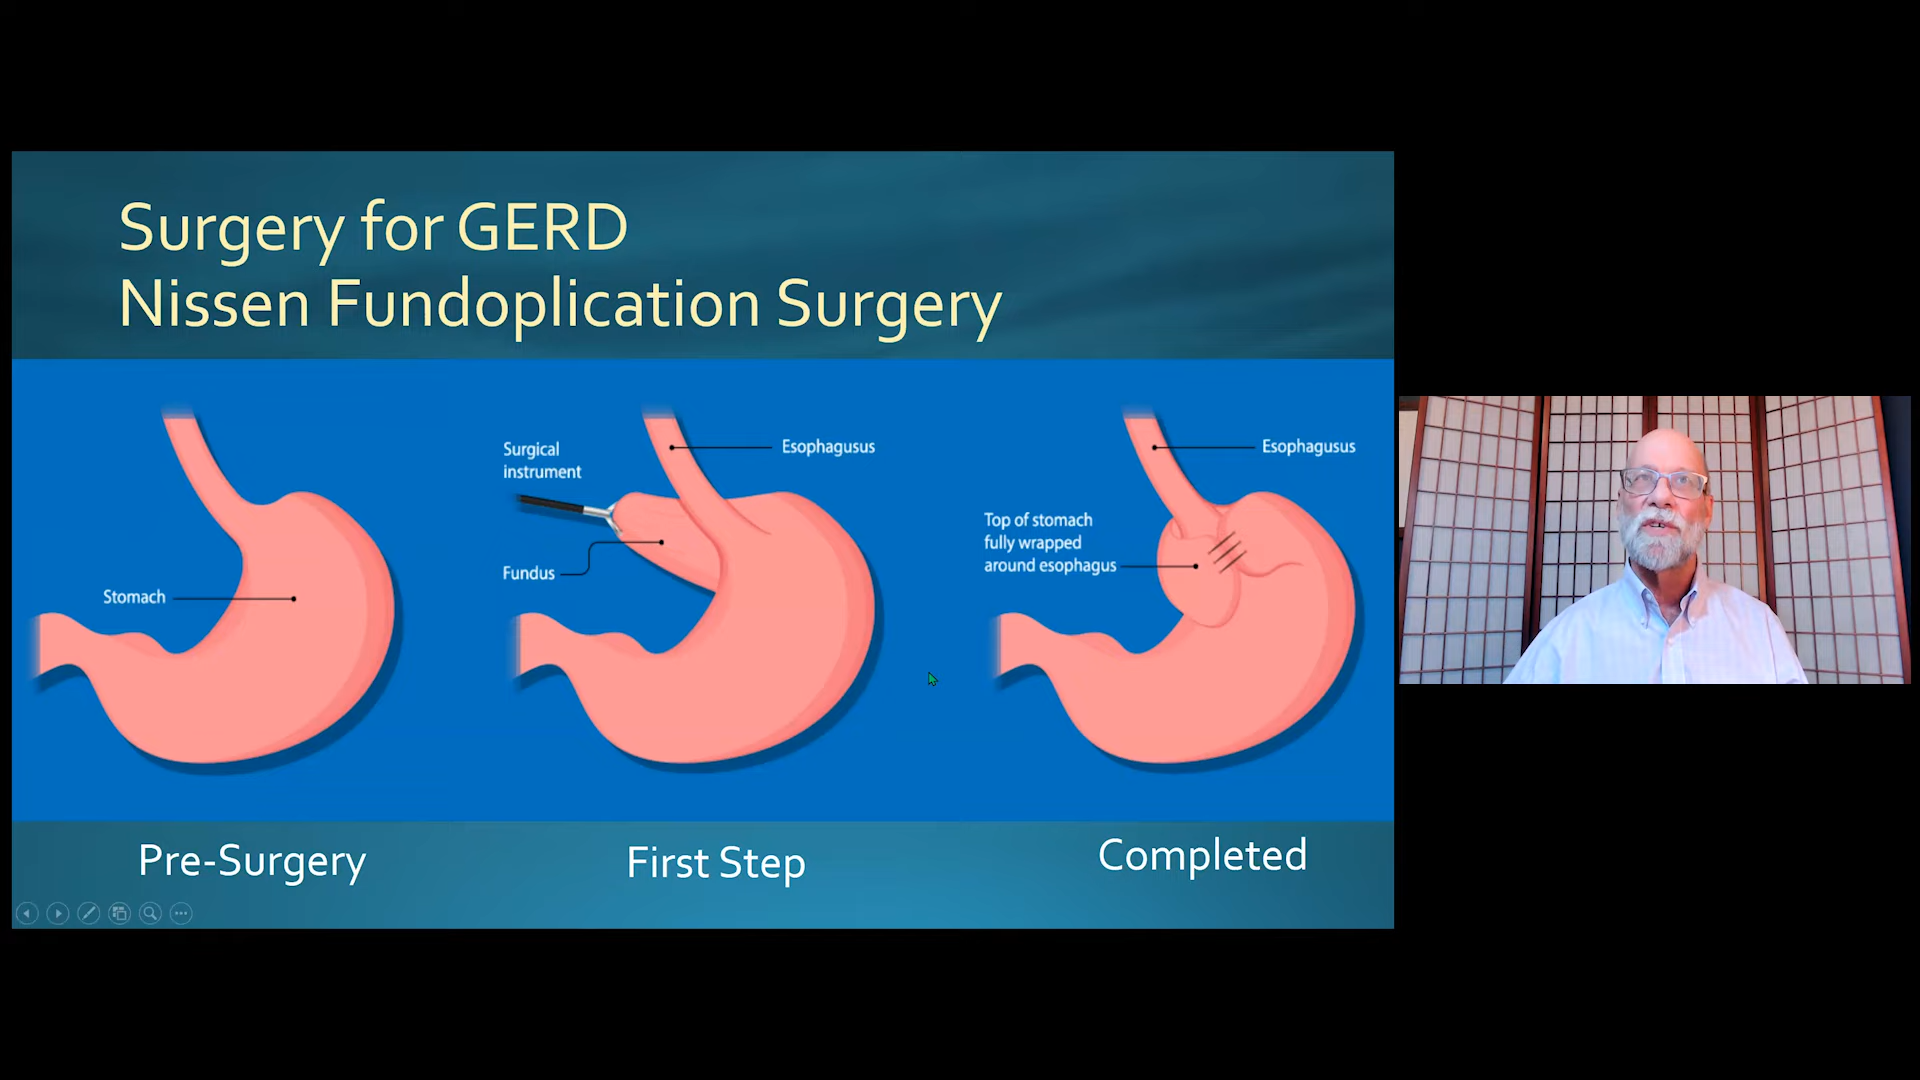 Surgery for GERD
Nissen Fundoplication Surgery
Stomach
Surgical
instrument
Esophagusus
Fundus
Esophagusus
Top of stomach
fully wrapped
around esophagus
Pre-Surgery
First Step
Completed